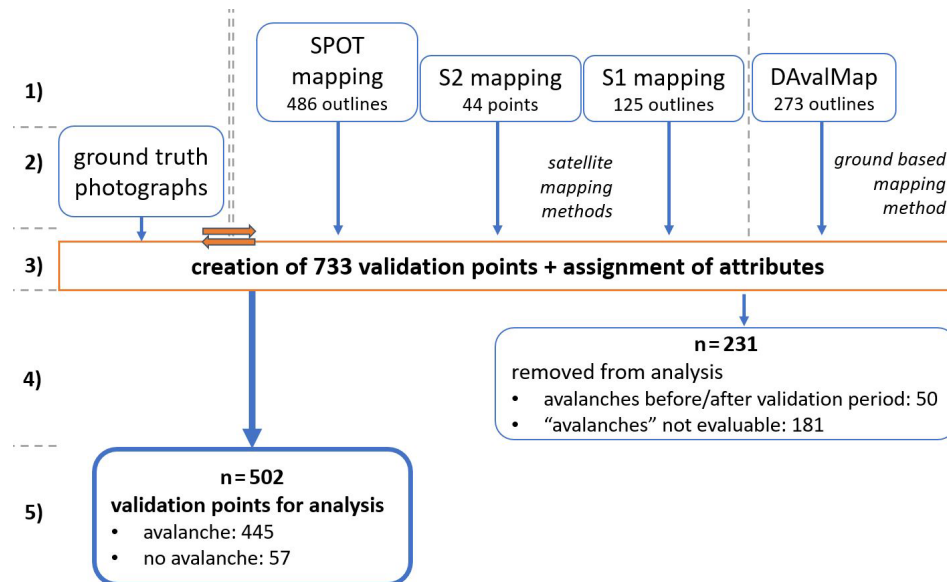 1)
SPOT
mapping
486 outlines
S2 mapping
44 points
S1 mapping
125 outlines
DAvalMap
273 outlines
2)
ground truth
photographs
satellite
mapping
methods
ground based
mapping
method
3)
creation of 733 validation points + assignment of attributes
4)
n = 231
removed from analysis
• avalanches before/after validation period: 50
• “avalanches” not evaluable: 181
5)
n = 502
validation points for analysis
• avalanche: 445
• no avalanche: 57